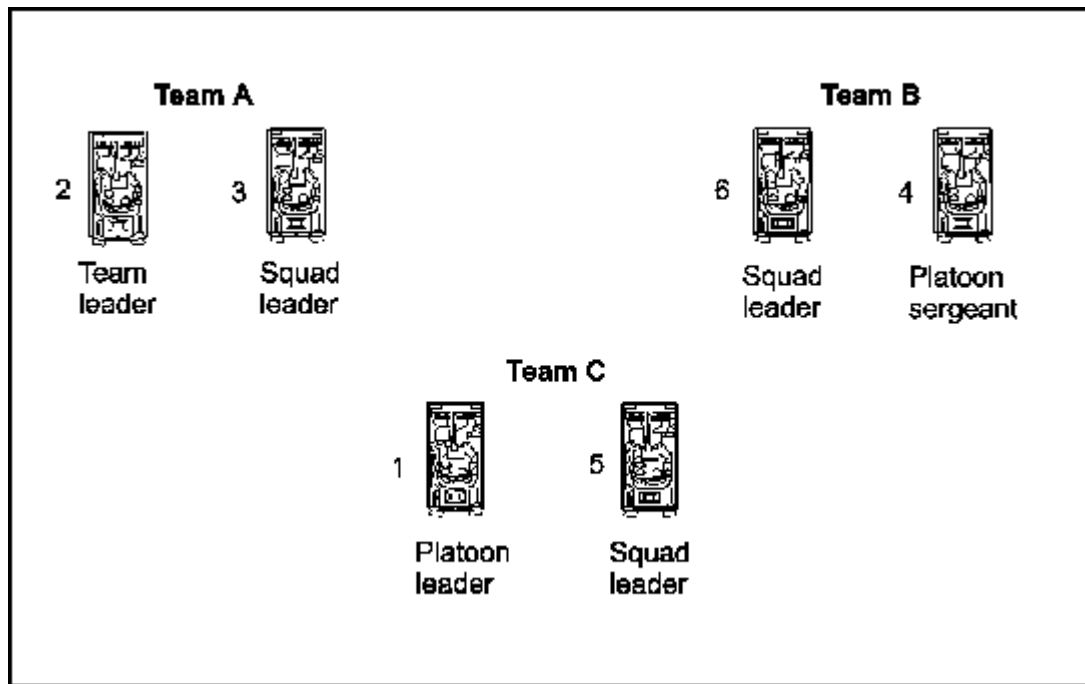 Team A
2
3
Team
leader
Squad
leader
Team B
6
4
Squad
leader
Platoon
sergeant
Team C
1
5
Platoon
leader
Squad
leader